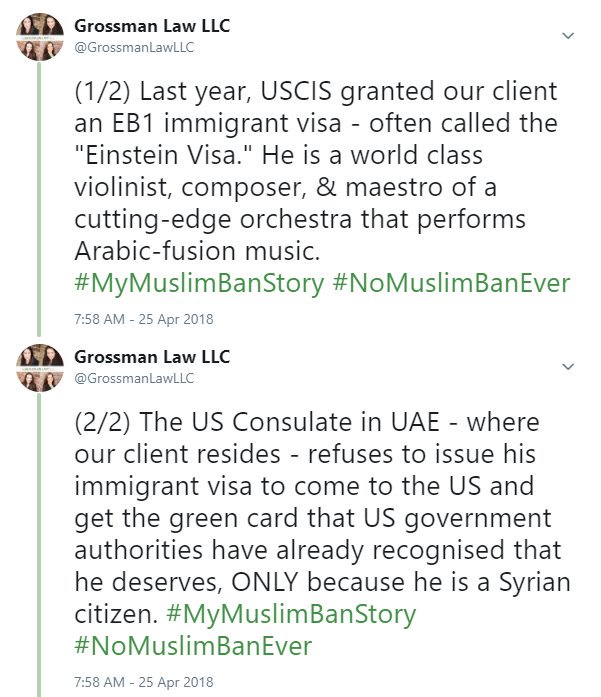 Grossman Law LLC
@GrossmanLawLLC
(1/2) Last year, USCIS granted our client
an EB1 immigrant visa - often called the
"Einstein Visa." He is a world class
violinist, composer, & maestro of a
cutting-edge orchestra that performs
Arabic-fusion music.
#MyMuslimBanStory #NoMuslimBanEver
7:58 AM - 25 Apr 2018
Grossman Law LLC
@GrossmanLawLLC
(2/2) The US Consulate in UAE - where
our client resides - refuses to issue his
immigrant visa to come to the US and
get the green card that US government
authorities have already recognised that
he deserves, ONLY because he is a Syrian
citizen. #MyMuslimBanStory
#NoMuslimBanEver
7:58 AM - 25 Apr 2018